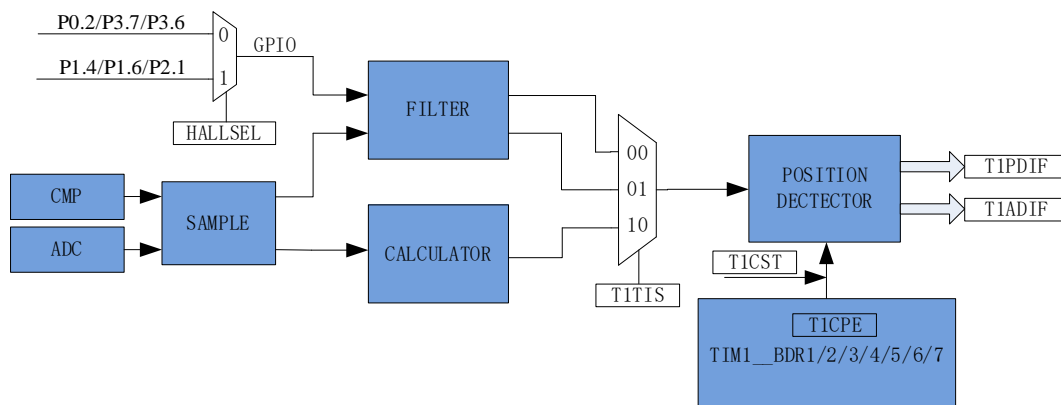 P0.2/P3.7/P3.6
0
GPIO
P1.4/P1.6/P2.1
1
HALLSEL
FILTER
CMP
ADC
SAMPLE
CALCULATOR
00
01
10
T1TIS
POSITION
DECTECTOR
T1PDIF
T1ADIF
T1CST
T1CPE
TIM1__BDR1/2/3/4/5/6/7